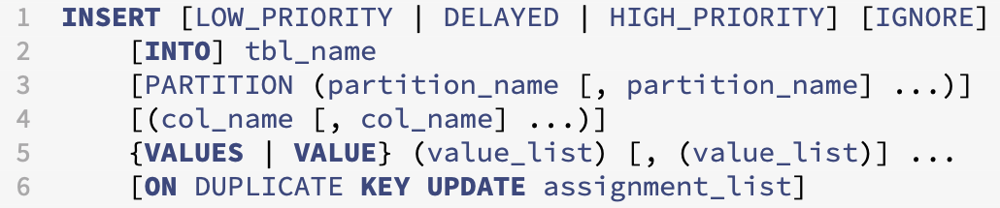 1 INSERT [LOW_PRIORITY | DELAYED | HIGH_PRIORITY] [IGNORE]
2     [INTO] tbl_name
3     [PARTITION (partition_name [, partition_name] ...)]
4     [(col_name [, col_name] ...)]
5     {VALUES | VALUE} (value_list) [, (value_list)] ...
6     [ON DUPLICATE KEY UPDATE assignment_list]